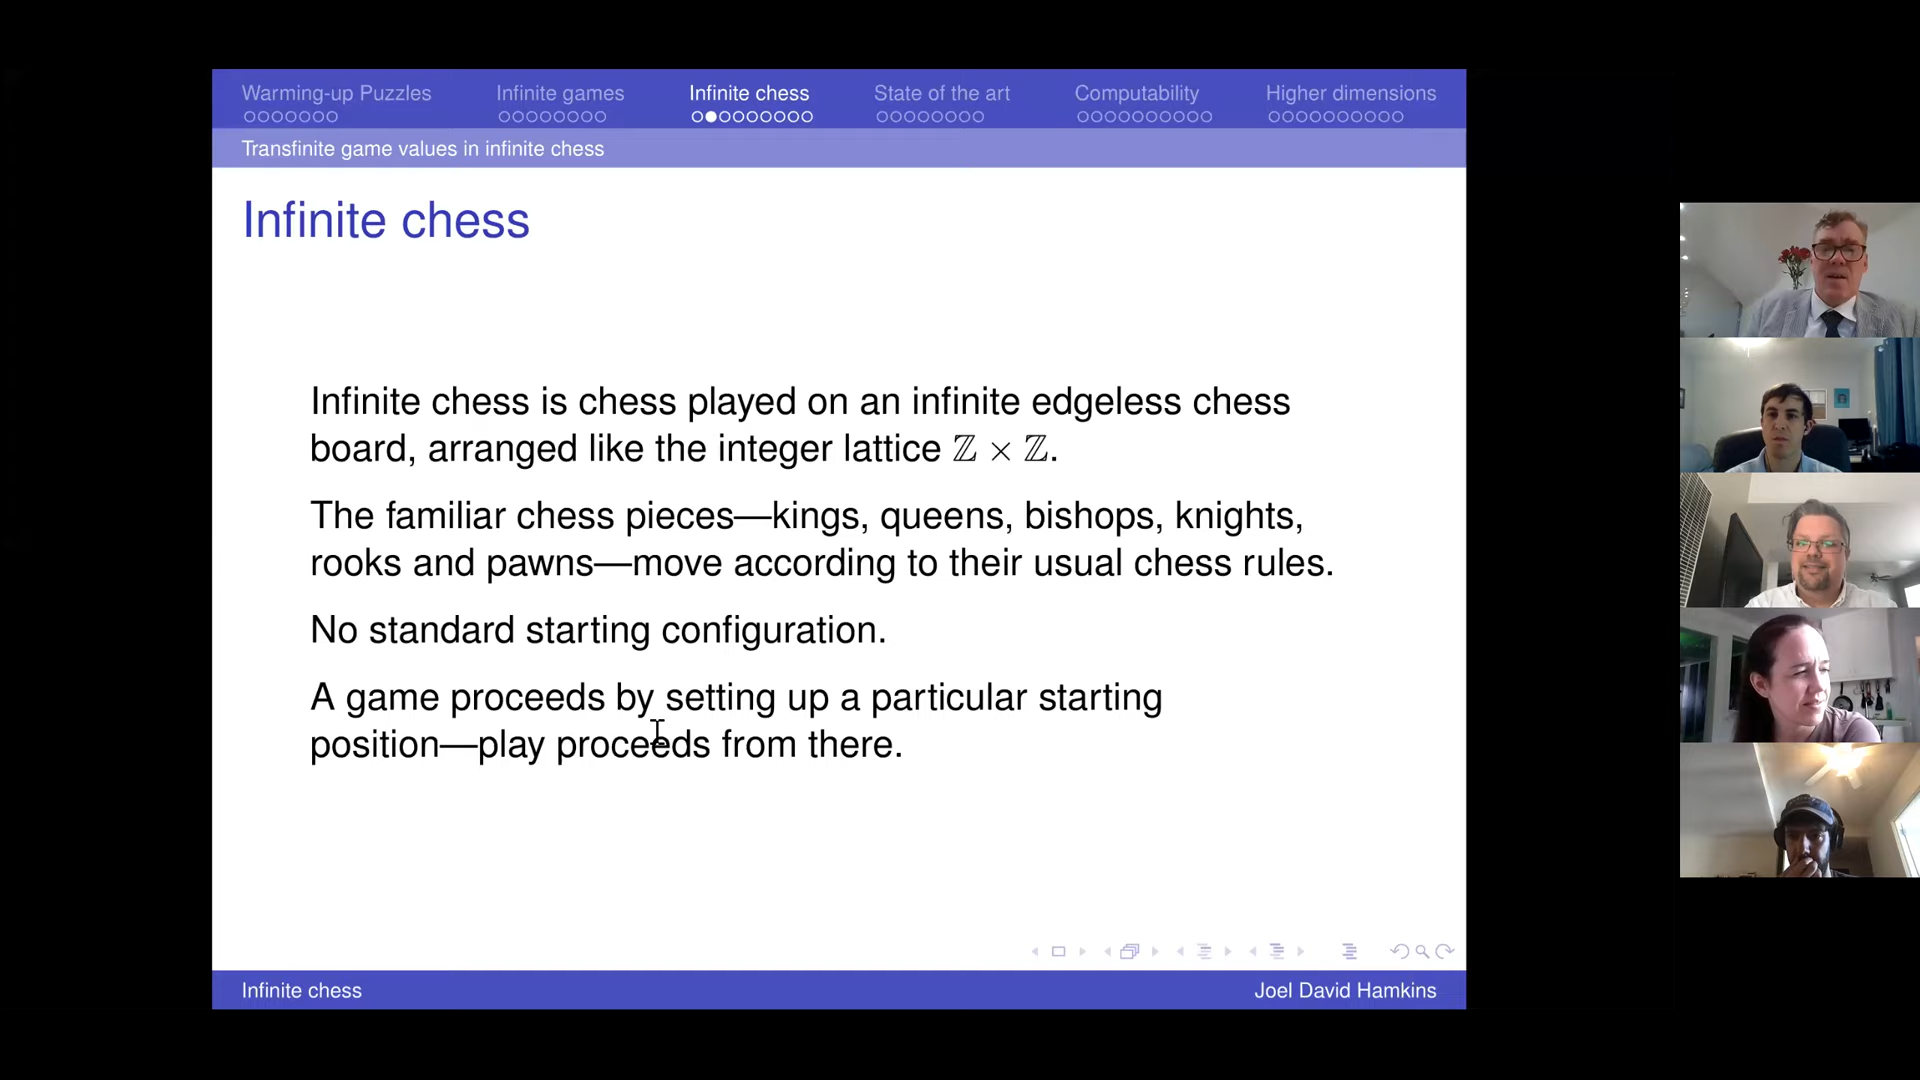 Warming-up Puzzles Infinite games Infinite chess State of the art Computability Higher dimensions
Transfinite game values in infinite chess
Infinite chess
Infinite chess is chess played on an infinite edgeless chess
board, arranged like the integer lattice ℤ × ℤ.
The familiar chess pieces—kings, queens, bishops, knights,
rooks and pawns—move according to their usual chess rules.
No standard starting configuration.
A game proceeds by setting up a particular starting
position—play proceeds from there.
Infinite chess Joel David Hamkins